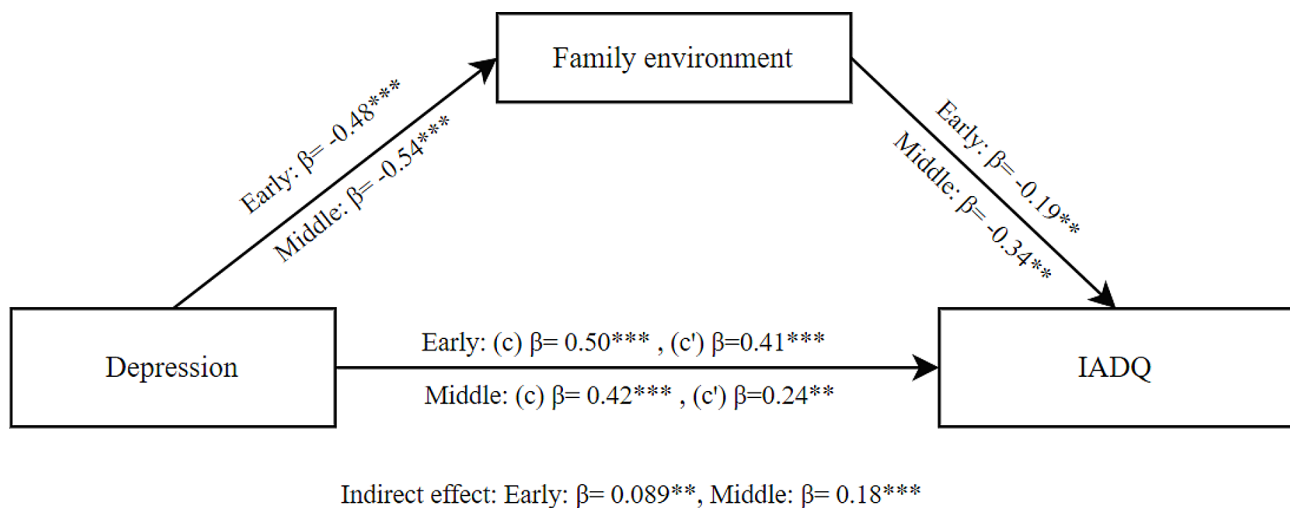 Family environment
Early: β= -0.48***
Middle: β= -0.54***
Early: β= -0.19**
Middle: β= -0.34**
Depression
Early: (c) β= 0.50*** , (c') β=0.41***
Middle: (c) β= 0.42*** , (c') β=0.24**
IADQ
Indirect effect: Early: β= 0.089**, Middle: β= 0.18***